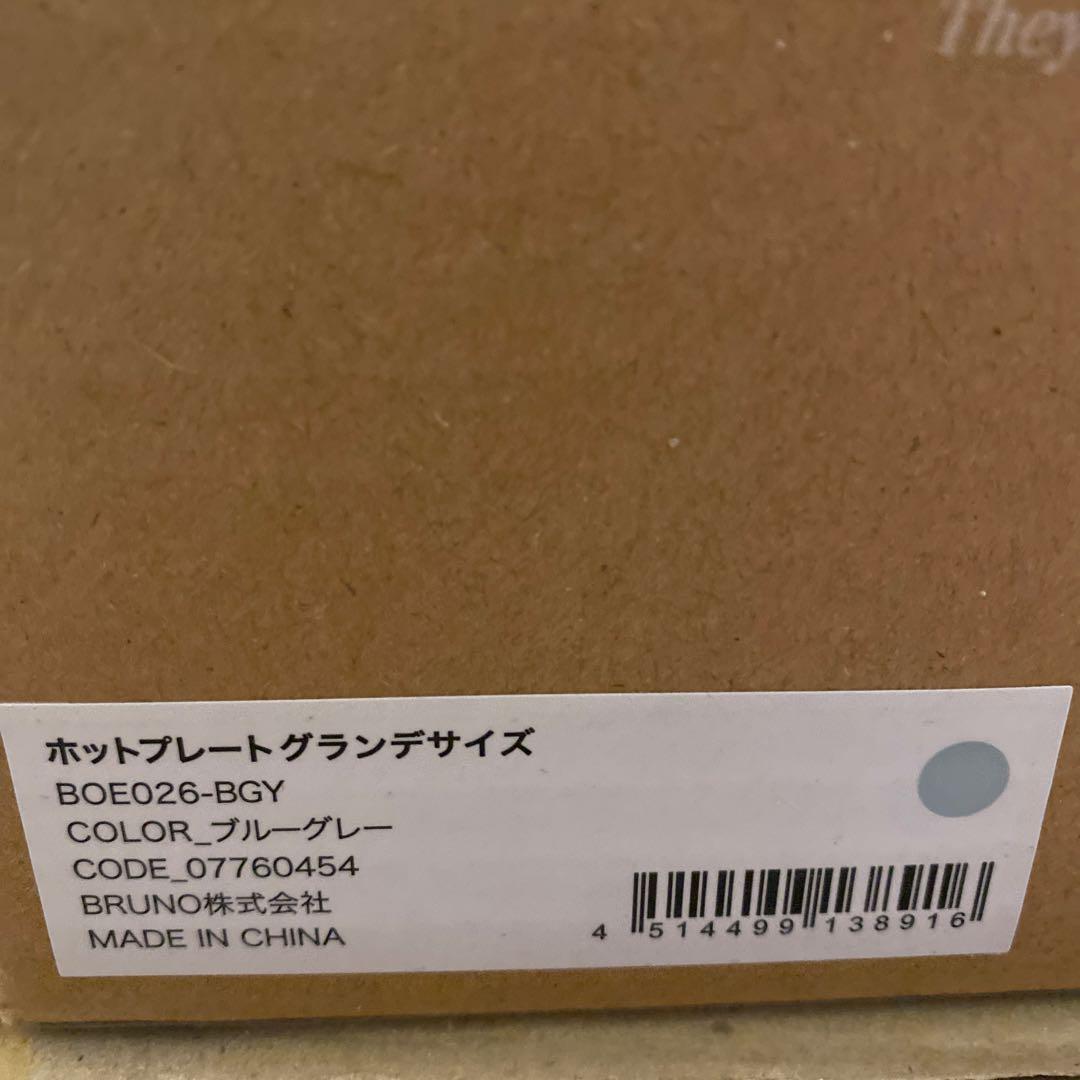 They
ホットプレートグランデサイズ
BOE026-BGY
COLOR_ブルーグレー
CODE_07760454
BRUNO株式会社
MADE IN CHINA
4 514499 138916